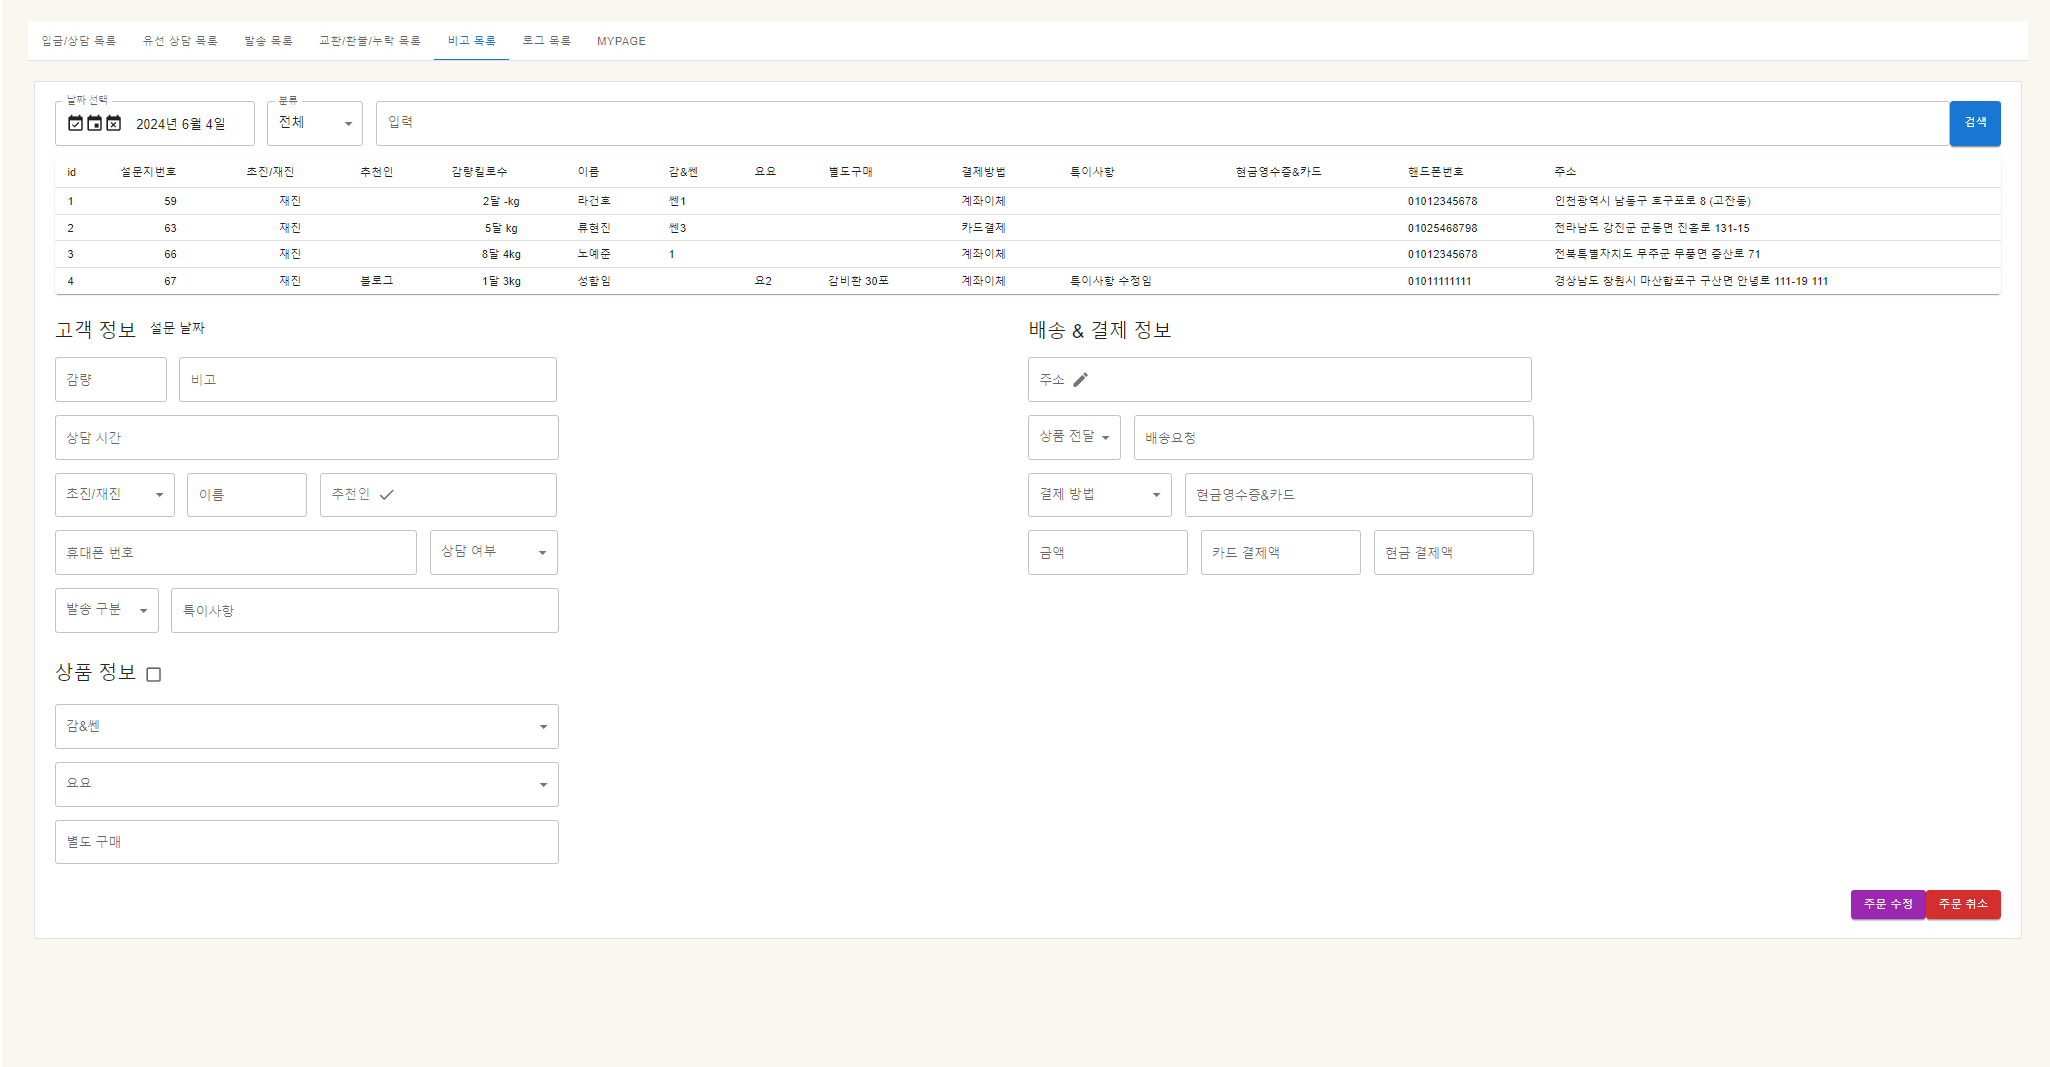 입금/상담 목록 유선 상담 목록 발송 목록 교환/환불/누락 목록 비고 목록 로그 목록 MYPAGE
날짜 선택 분류
2024년 6월 4일 전체 입력 검색
id 설문지번호 초진/재진 추천인 감량킬로수 이름 감&쎈 요요 별도구매 결제방법 특이사항 현금영수증&카드 핸드폰번호 주소
1 59 재진 2달 -kg 라건호 쎈1 계좌이체 01012345678 인천광역시 남동구 호구포로 8 (고잔동)
2 63 재진 5달 kg 류현진 쎈3 카드결제 01025468798 전라남도 강진군 군동면 진흥로 131-15
3 66 재진 8달 4kg 노예준 1 계좌이체 01012345678 전북특별자치도 무주군 무풍면 증산로 71
4 67 재진 블로그 1달 3kg 성함임 요2 감비환 30포 계좌이체 특이사항 수정임 01011111111 경상남도 창원시 마산합포구 구산면 안녕로 111-19 111
고객 정보 설문 날짜
감량 비고
상담 시간
초진/재진 이름 추천인
휴대폰 번호 상담 여부
발송 구분 특이사항
상품 정보
감&쎈
요요
별도 구매
배송 & 결제 정보
주소
상품 전달 배송요청
결제 방법 현금영수증&카드
금액 카드 결제액 현금 결제액
주문 수정 주문 취소